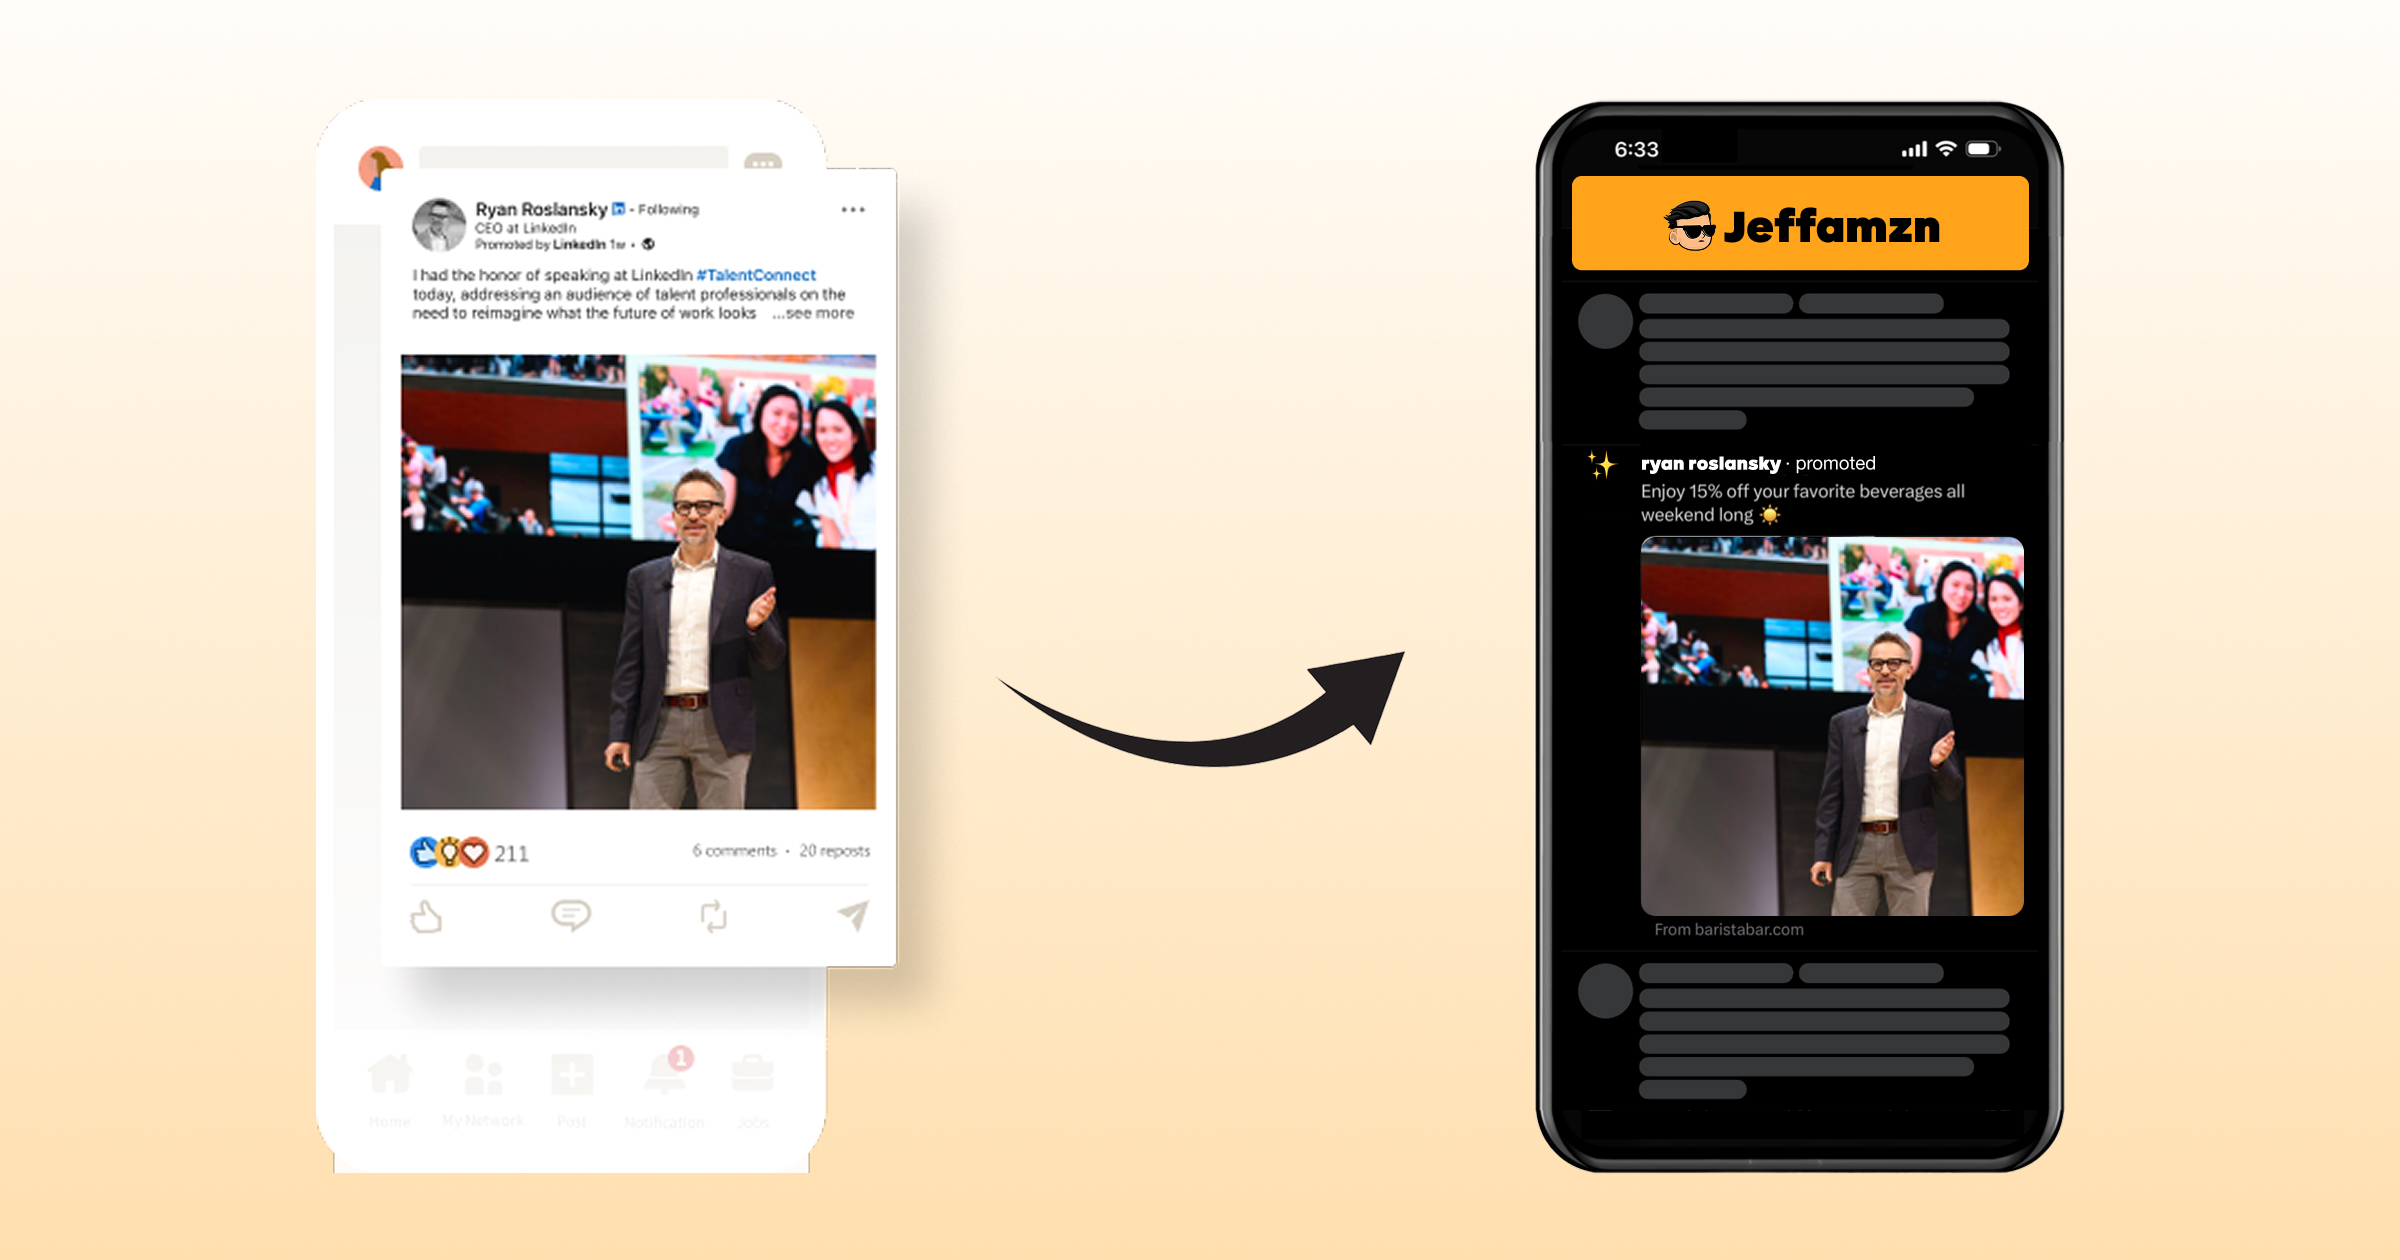 Ryan Roslansky in - Following
CEO at LinkedIn
Promoted by LinkedIn 1w •
I had the honor of speaking at LinkedIn #TalentConnect
today, addressing an audience of talent professionals on the
need to reimagine what the future of work looks ...see more
211
6 comments • 20 reposts
1
Home My Network Post Notification Jobs
6:33
Jeffamzn
ryan roslansky · promoted
Enjoy 15% off your favorite beverages all
weekend long
From baristabar.com